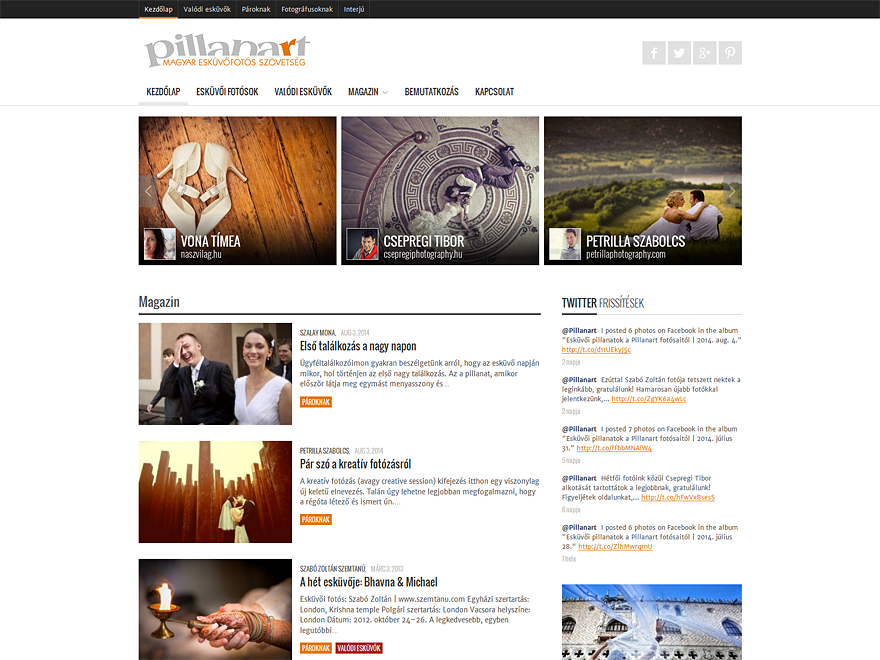 Kezdőlap Valódi esküvők Pároknak Fotográfusoknak Interjú
pillanart
MAGYAR ESKÜVŐFOTÓS SZÖVETSÉG
KEZDŐLAP ESKÜVŐI FOTÓSOK VALÓDI ESKÜVŐK MAGAZIN BEMUTATKOZÁS KAPCSOLAT
VONA TÍMEA
naszvilag.hu
CSEPREGI TIBOR
csepregiphotography.hu
PETRILLA SZABOLCS
petrillaphotography.com
Magazin
SZALAY MONA, AUG 3, 2014
Első találkozás a nagy napon
Ügyféltalálkozóimon gyakran beszélgetünk arról, hogy az esküvő napján
mikor, hol történjen az első nagy találkozás. Az a pillanat, amikor
először látja meg egymást menyasszony és...
PÁROKNAK
PETRILLA SZABOLCS, AUG 3, 2014
Pár szó a kreatív fotózásról
A kreatív fotózás (avagy creative session) kifejezés itthon egy viszonylag
új keletű elnevezés. Talán úgy lehetne legjobban megfogalmazni, hogy
a régóta létező és ismert ún....
PÁROKNAK
SZABÓ ZOLTÁN SZEMTANÚ, MÁRC 3, 2013
A hét esküvője: Bhavna & Michael
Esküvői fotós: Szabó Zoltán | www.szemtanu.com Egyházi szertartás:
London, Krishna temple Polgári szertartás: London Vacsora helyszíne:
London Dátum: 2012. október 24–26. A legkedvesebb, egyben
legutóbbi...
PÁROKNAK VALÓDI ESKÜVŐK
TWITTER FRISSÍTÉSEK
@Pillanart I posted 6 photos on Facebook in the album
"Esküvői pillanatok a Pillanart fotósaitól | 2014. aug. 4."
http://t.co/dnUEkyJ5c
2 napja
@Pillanart Ezúttal Szabó Zoltán fotója tetszett nektek a
leginkább, gratulálunk! Hamarosan újabb fotókkal
jelentkezünk,... http://t.co/ZgYK6a4wLc
2 napja
@Pillanart I posted 7 photos on Facebook in the album
"Esküvői pillanatok a Pillanart fotósaitól | 2014. július
31." http://t.co/fFbbMNAiW4
5 napja
@Pillanart Hétfői fotóink közül Csepregi Tibor
alkotását tartottátok a legjobbnak, gratulálunk!
Figyeljétek oldalunkat,... http://t.co/hFwVxBsesS
6 napja
@Pillanart I posted 6 photos on Facebook in the album
"Esküvői pillanatok a Pillanart fotósaitól | 2014. július
28." http://t.co/ZlhMwrqmU
1 hete